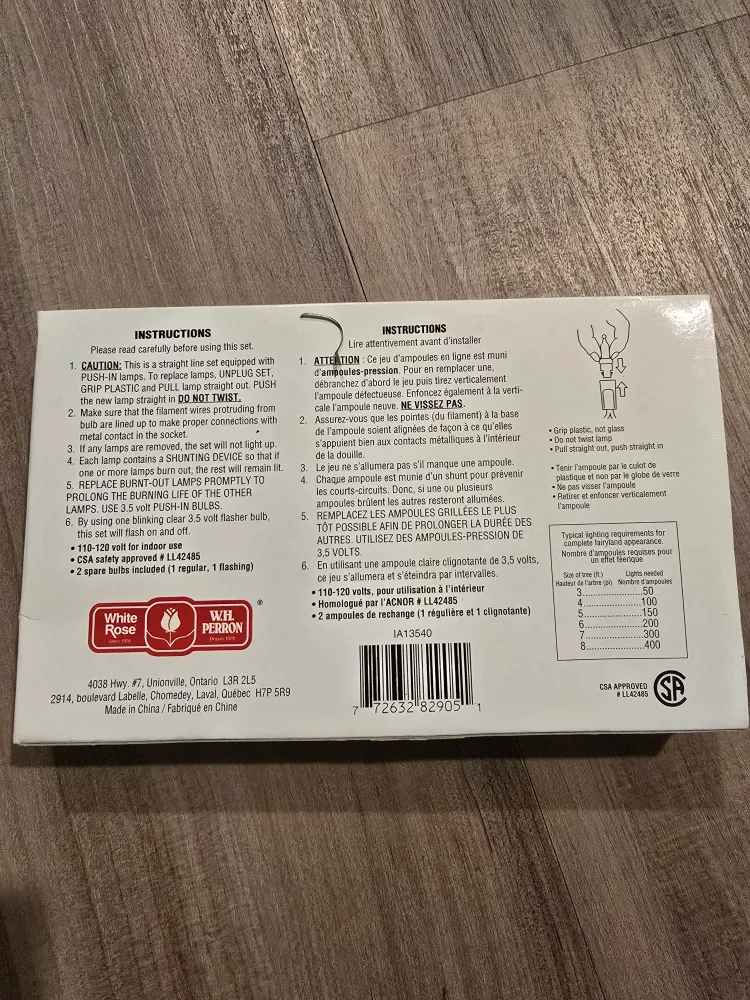 INSTRUCTIONS
Please read carefully before using this set.
1. CAUTION: This is a straight line set equipped with
PUSH-IN lamps. To replace lamps, UNPLUG SET,
GRIP PLASTIC and PULL lamp straight out. PUSH
the new lamp straight in DO NOT TWIST.
2. Make sure that the filament wires protruding from
bulb are lined up to make proper connections with
metal contact in the socket.
3. If any lamps are removed, the set will not light up.
4. Each lamp contains a SHUNTING DEVICE so that if
one or more lamps burn out, the rest will remain lit.
5. REPLACE BURNT-OUT LAMPS PROMPTLY TO
PROLONG THE BURNING LIFE OF THE OTHER
LAMPS. USE 3.5 volt PUSH-IN BULBS.
6. By using one blinking clear 3.5 volt flasher bulb,
this set will flash on and off.
• 110-120 volt for indoor use
• CSA safety approved # LL42485
• 2 spare bulbs included (1 regular, 1 flashing)
White
Rose
W.H.
PERRON
Depuis 1928
®
4038 Hwy. #7, Unionville, Ontario L3R 2L5
2914, boulevard Labelle, Chomedey, Laval, Québec H7P 5R9
Made in China / Fabriqué en Chine
INSTRUCTIONS
Lire attentivement avant d'installer
1. ATTENTION : Ce jeu d'ampoules en ligne est muni
d'ampoules-pression. Pour en remplacer une,
débranchez d'abord le jeu puis tirez verticalement
l'ampoule défectueuse. Enfoncez également à la verti-
cale l'ampoule neuve. NE VISSEZ PAS.
2. Assurez-vous que les pointes (du filament) à la base
de l'ampoule soient alignées de façon à ce qu'elles
s'appuient bien aux contacts métalliques à l'intérieur
de la douille.
3. Le jeu ne s'allumera pas s'il manque une ampoule.
4. Chaque ampoule est munie d'un shunt pour prévenir
les courts-circuits. Donc, si une ou plusieurs
ampoules brûlent les autres resteront allumées.
5. REMPLACEZ LES AMPOULES GRILLÉES LE PLUS
TÔT POSSIBLE AFIN DE PROLONGER LA DURÉE DES
AUTRES. UTILISEZ DES AMPOULES-PRESSION DE
3,5 VOLTS.
6. En utilisant une ampoule claire clignotante de 3,5 volts,
ce jeu s'allumera et s'éteindra par intervalles.
• 110-120 volts, pour utilisation à l'intérieur
• Homologué par l'ACNOR # LL42485
• 2 ampoules de rechange (1 régulière et 1 clignotante)
IA13540
7 72632 82905 1
• Grip plastic, not glass
• Do not twist lamp
• Pull straight out, push straight in
• Tenir l'ampoule par le culot de
plastique et non par le globe de verre
• Ne pas visser l'ampoule
• Retirer et enfoncer verticalement
l'ampoule
Typical lighting requirements for
complete fairyland appearance.
Nombre d'ampoules requises pour
un effet féerique
Size of tree (ft.) Lights needed
Hauteur de l'arbre (pi) Nombre d'ampoules
3...............50
4...............100
5...............150
6...............200
7...............300
8...............400
CSA APPROVED
# LL42485
SA